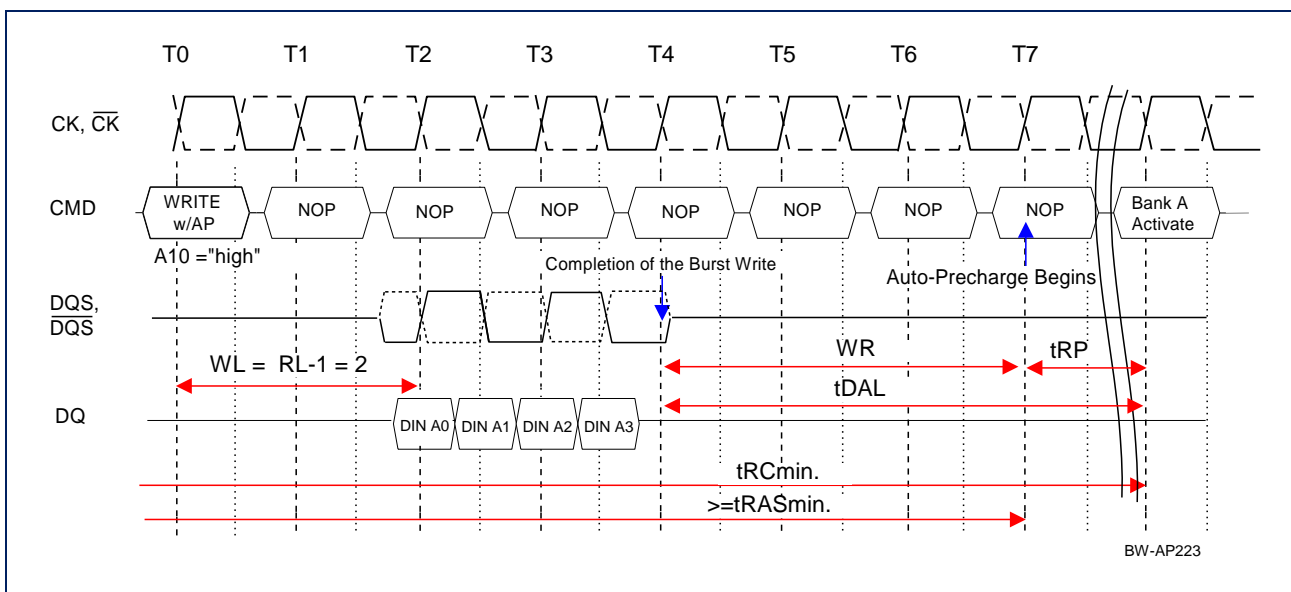 T0 T1 T2 T3 T4 T5 T6 T7
CK, CK
CMD
WRITE w/AP
NOP
NOP
NOP
NOP
NOP
NOP
NOP
Bank A Activate
A10 ="high"
Completion of the Burst Write
Auto-Precharge Begins
DQS,
DQS
WL = RL-1 = 2
WR
tRP
tDAL
DQ
DIN A0
DIN A1
DIN A2
DIN A3
tRCmin.
>=tRASmin.
BW-AP223